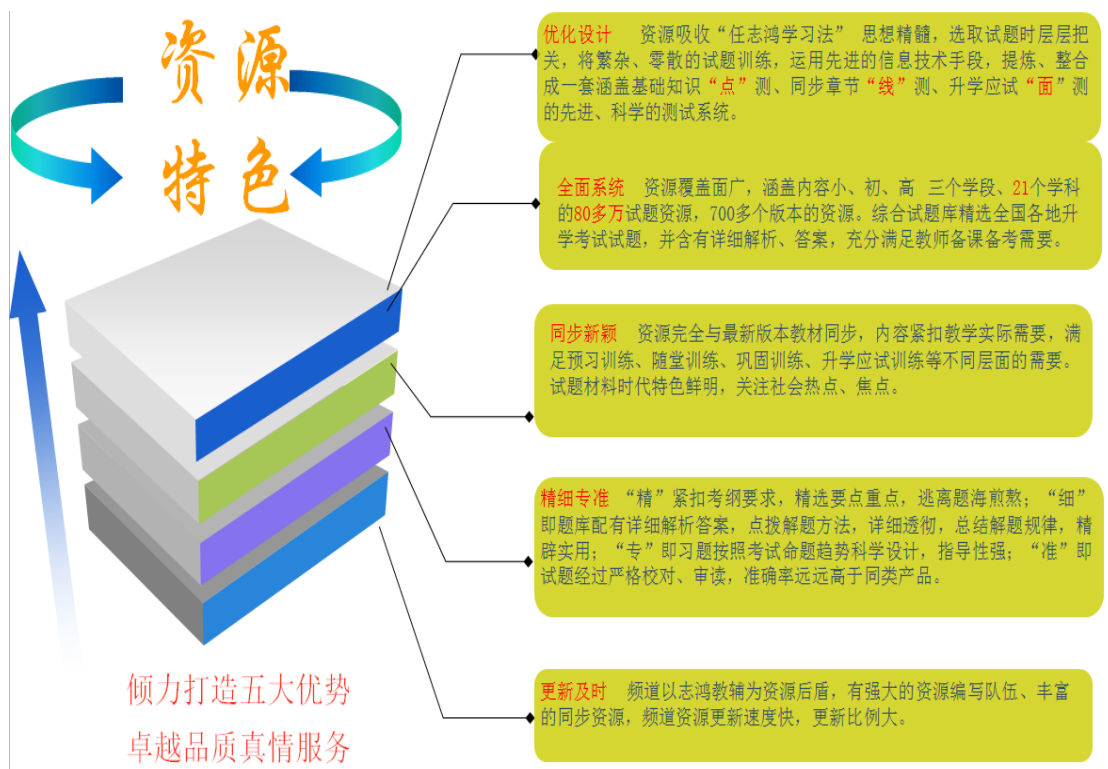 资源
特色
优化设计 资源吸收“任志鸿学习法” 思想精髓，选取试题时层层把
关，将繁杂、零散的试题训练，运用先进的信息技术手段，提炼、整合
成一套涵盖基础知识“点”测、同步章节“线”测、升学应试“面”测
的先进、科学的测试系统。
全面系统 资源覆盖面广，涵盖内容小、初、高 三个学段、21个学科
的80多万试题资源，700多个版本的资源。综合试题库精选全国各地升
学考试试题，并含有详细解析、答案，充分满足教师备课备考需要。
同步新颖 资源完全与最新版本教材同步，内容紧扣教学实际需要，满
足预习训练、随堂训练、巩固训练、升学应试训练等不同层面的需要。
试题材料时代特色鲜明，关注社会热点、焦点。
精细专准 “精”紧扣考纲要求，精选要点重点，逃离题海煎熬；“细”
即题库配有详细解析答案，点拨解题方法，详细透彻，总结解题规律，精
辟实用；“专”即习题按照考试命题趋势科学设计，指导性强；“准”即
试题经过严格校对、审读，准确率远远高于同类产品。
更新及时 频道以志鸿教辅为资源后盾，有强大的资源编写队伍、丰富
的同步资源，频道资源更新速度快，更新比例大。
倾力打造五大优势
卓越品质真情服务